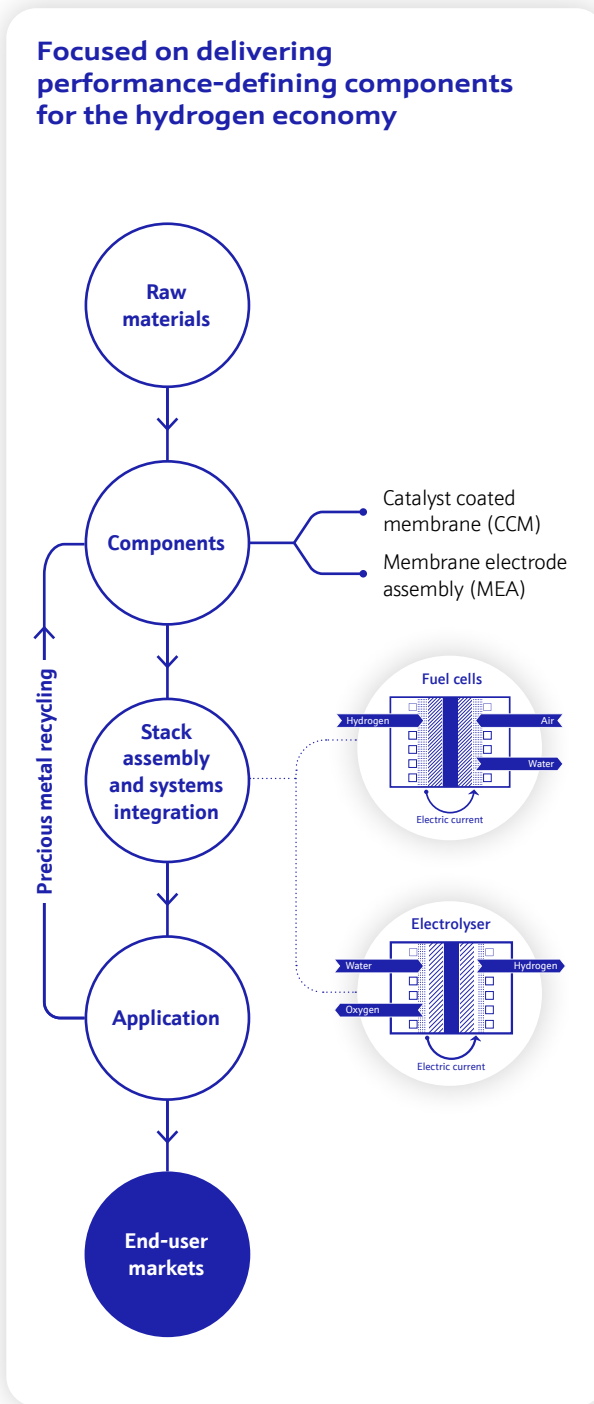 Focused on delivering
performance-defining components
for the hydrogen economy
Raw
materials
Components
Catalyst coated
membrane (CCM)
Membrane electrode
assembly (MEA)
Precious metal recycling
Stack
assembly
and systems
integration
Fuel cells
Hydrogen
Air
Water
Electric current
Electrolyser
Water
Hydrogen
Oxygen
Electric current
Application
End-user
markets